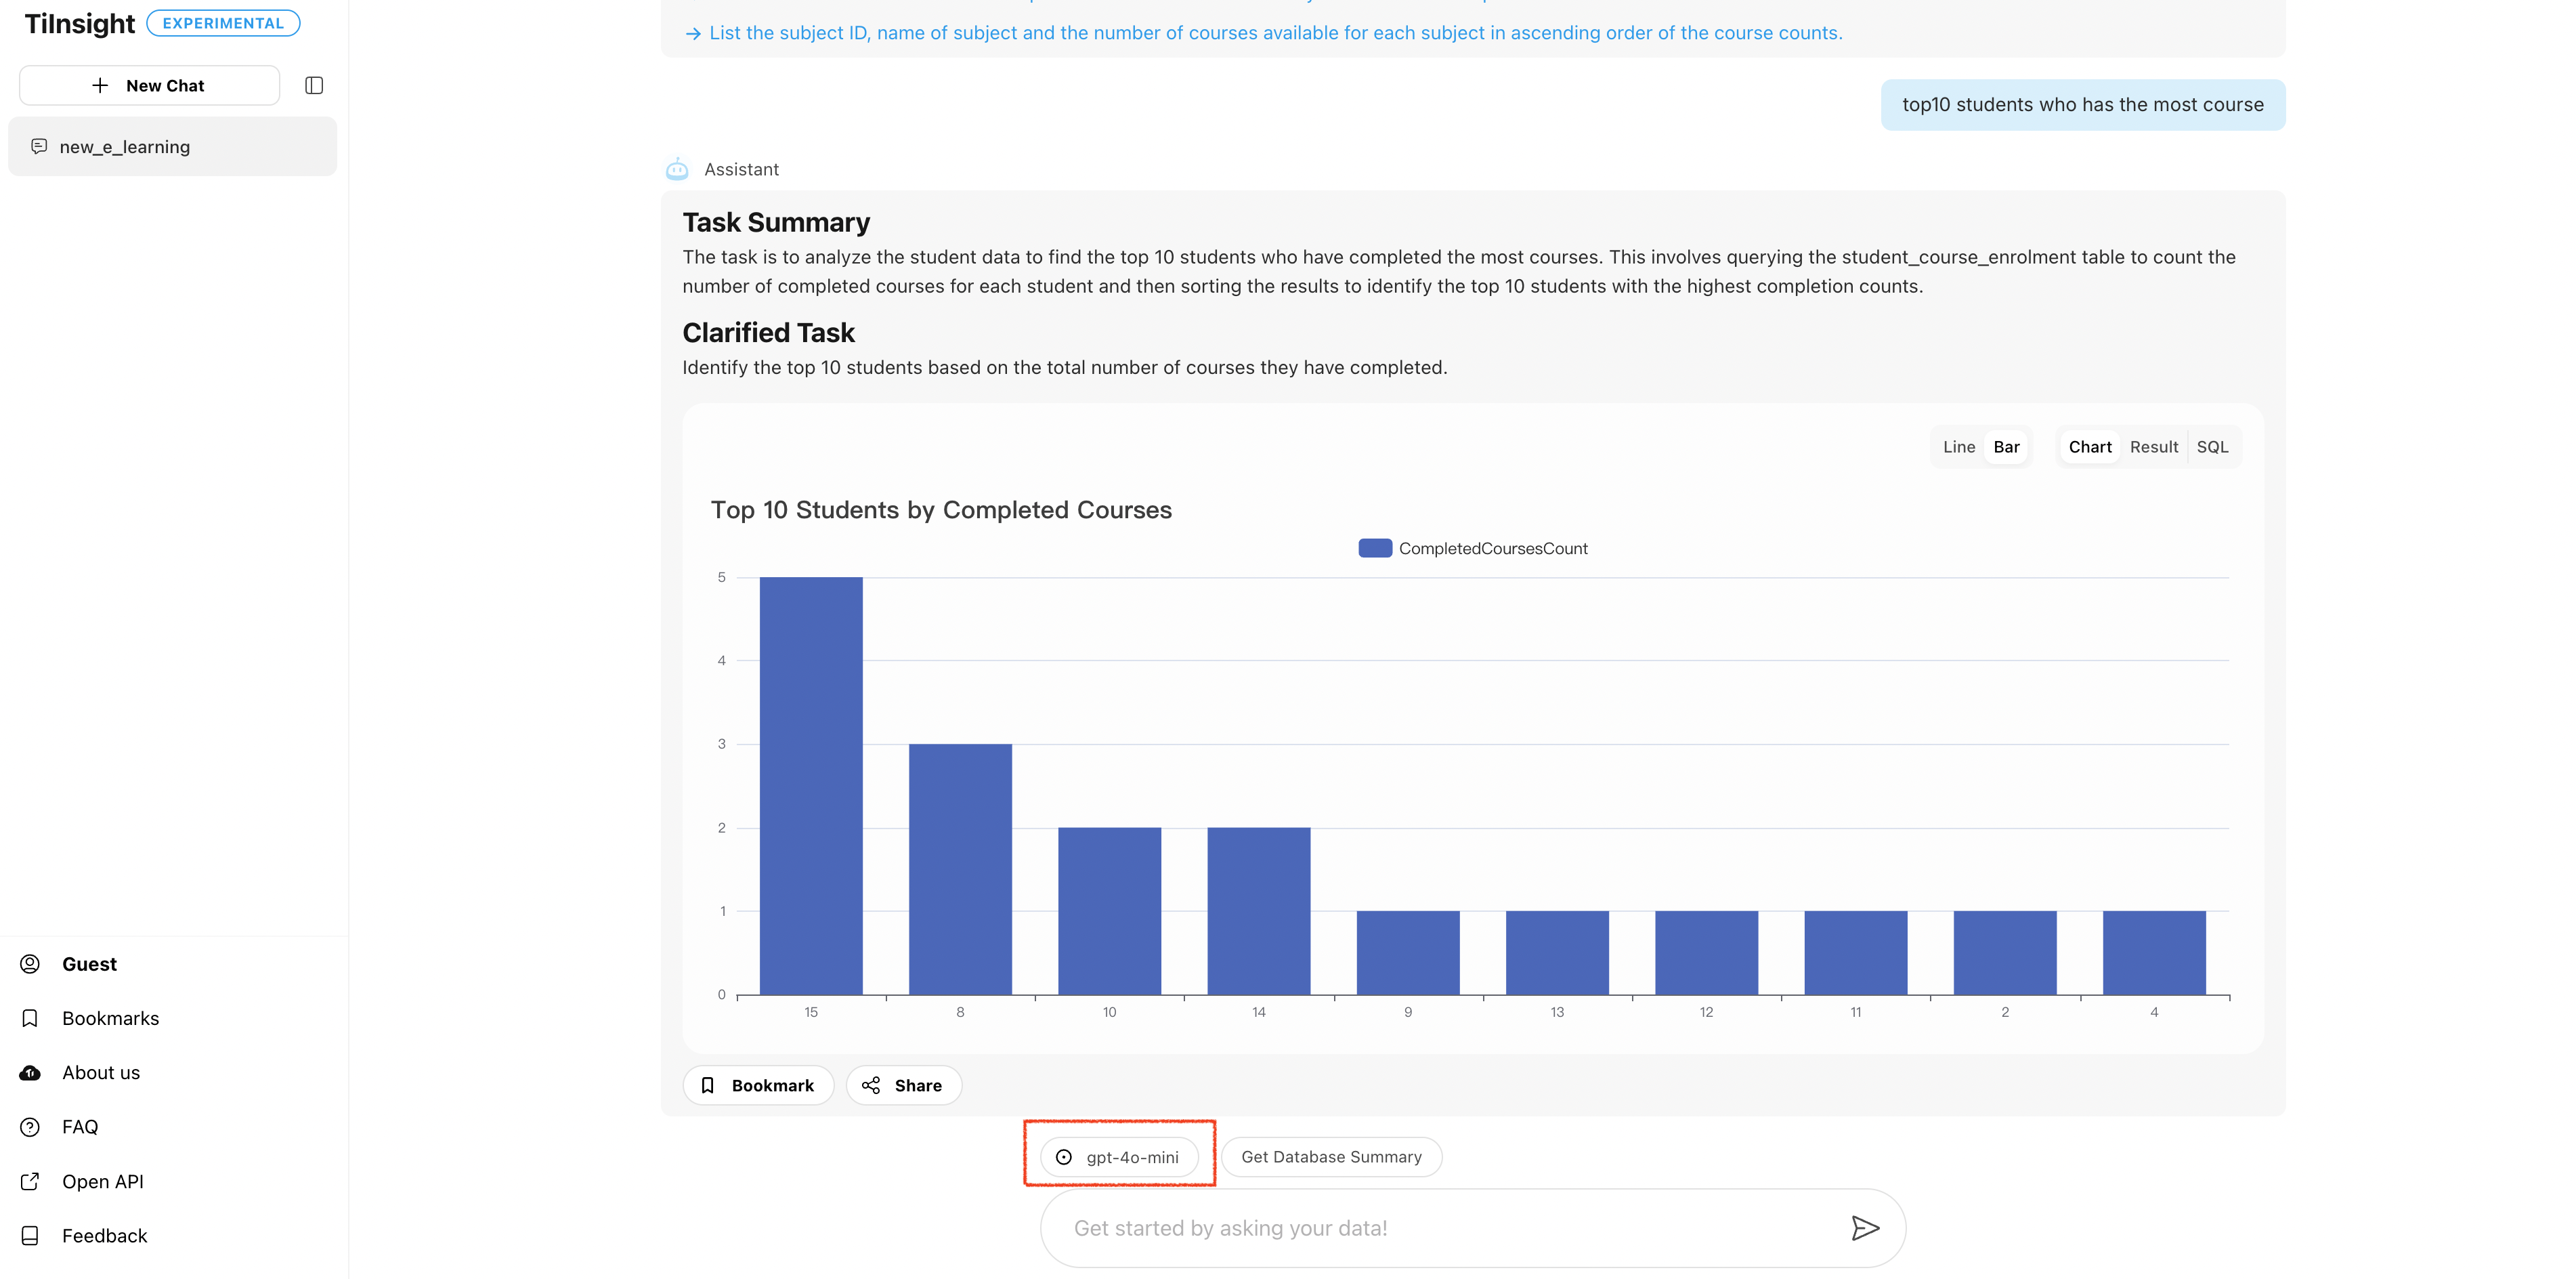 TiInsight EXPERIMENTAL
New Chat
new_e_learning
Guest
Bookmarks
About us
FAQ
Open API
Feedback
→ List the subject ID, name of subject and the number of courses available for each subject in ascending order of the course counts.
top10 students who has the most course
Assistant
Task Summary
The task is to analyze the student data to find the top 10 students who have completed the most courses. This involves querying the student_course_enrolment table to count the
number of completed courses for each student and then sorting the results to identify the top 10 students with the highest completion counts.
Clarified Task
Identify the top 10 students based on the total number of courses they have completed.
Line Bar Chart Result SQL
Top 10 Students by Completed Courses
CompletedCoursesCount
5
4
3
2
1
0
15 8 10 14 9 13 12 11 2 4
Bookmark Share
gpt-4o-mini Get Database Summary
Get started by asking your data!